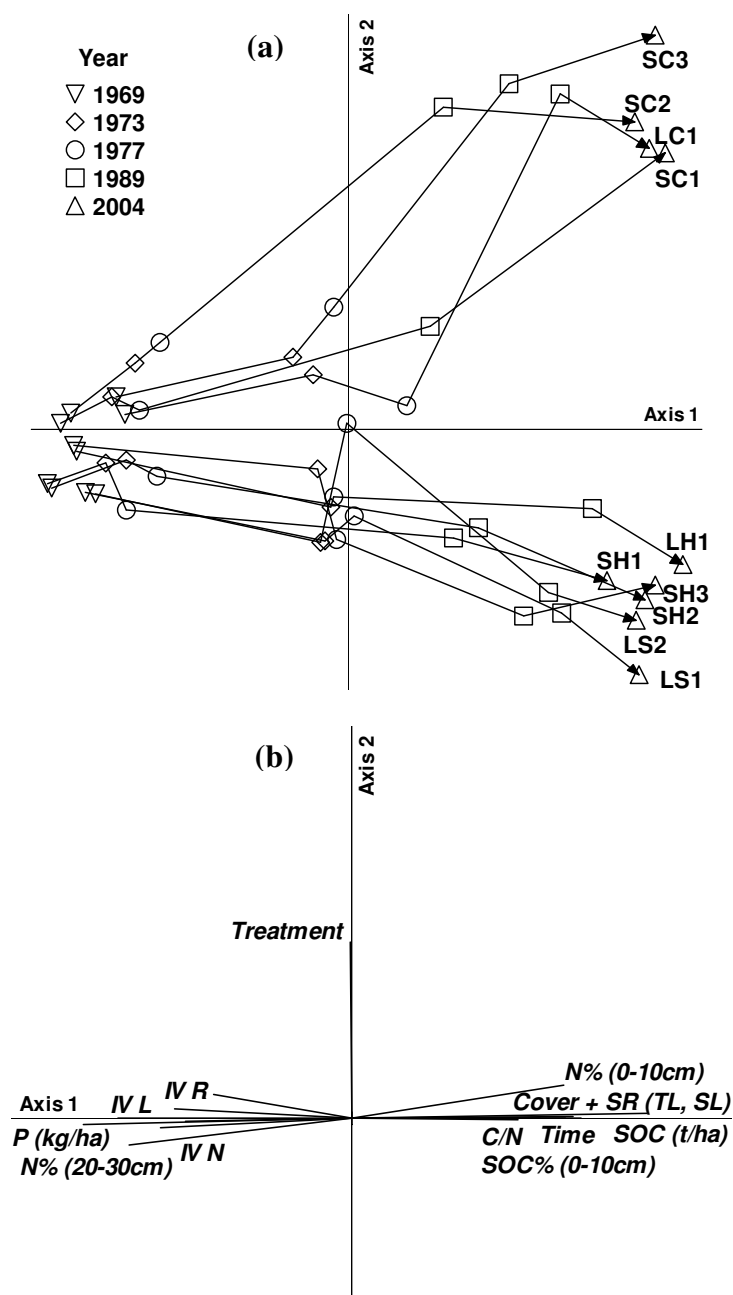 (a)
Axis 2
Year
1969
1973
1977
1989
2004
SC3
SC2
LC1
SC1
Axis 1
LH1
SH1
SH3
SH2
LS2
LS1
(b)
Axis 2
Treatment
N% (0-10cm)
IV R
Axis 1
IV L
Cover + SR (TL, SL)
P (kg/ha)
IV N
C/N Time SOC (t/ha)
N% (20-30cm)
SOC% (0-10cm)